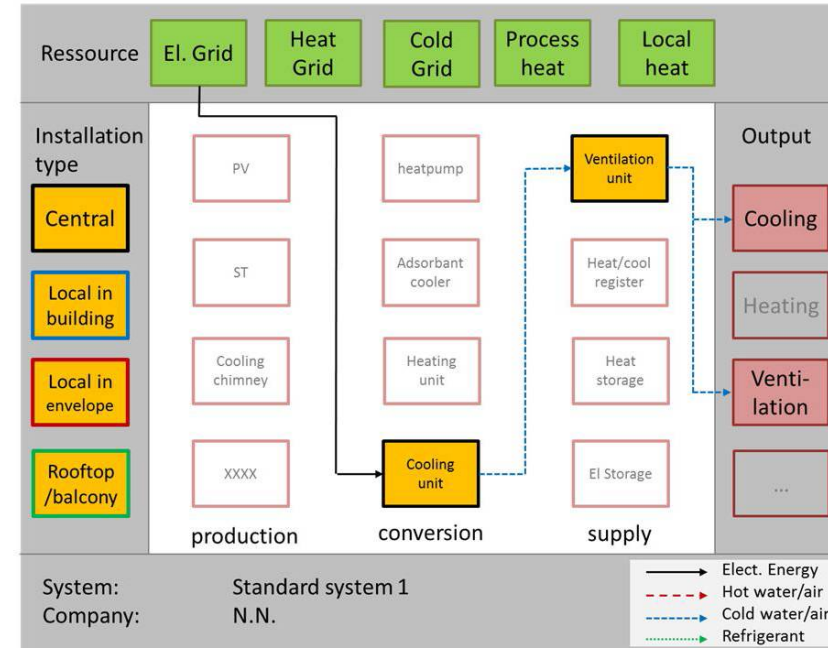 Ressource
El. Grid
Heat
Grid
Cold
Grid
Process
heat
Local
heat
Installation
type
Central
Local in
building
Local in
envelope
Rooftop
/balcony
PV
ST
Cooling
chimney
XXXX
production
heatpump
Adsorbant
cooler
Heating
unit
Cooling
unit
conversion
Ventilation
unit
Heat/cool
register
Heat
storage
El Storage
supply
Output
Cooling
Heating
Venti-
lation
...
System: Standard system 1
Company: N.N.
Elect. Energy
Hot water/air
Cold water/air
Refrigerant